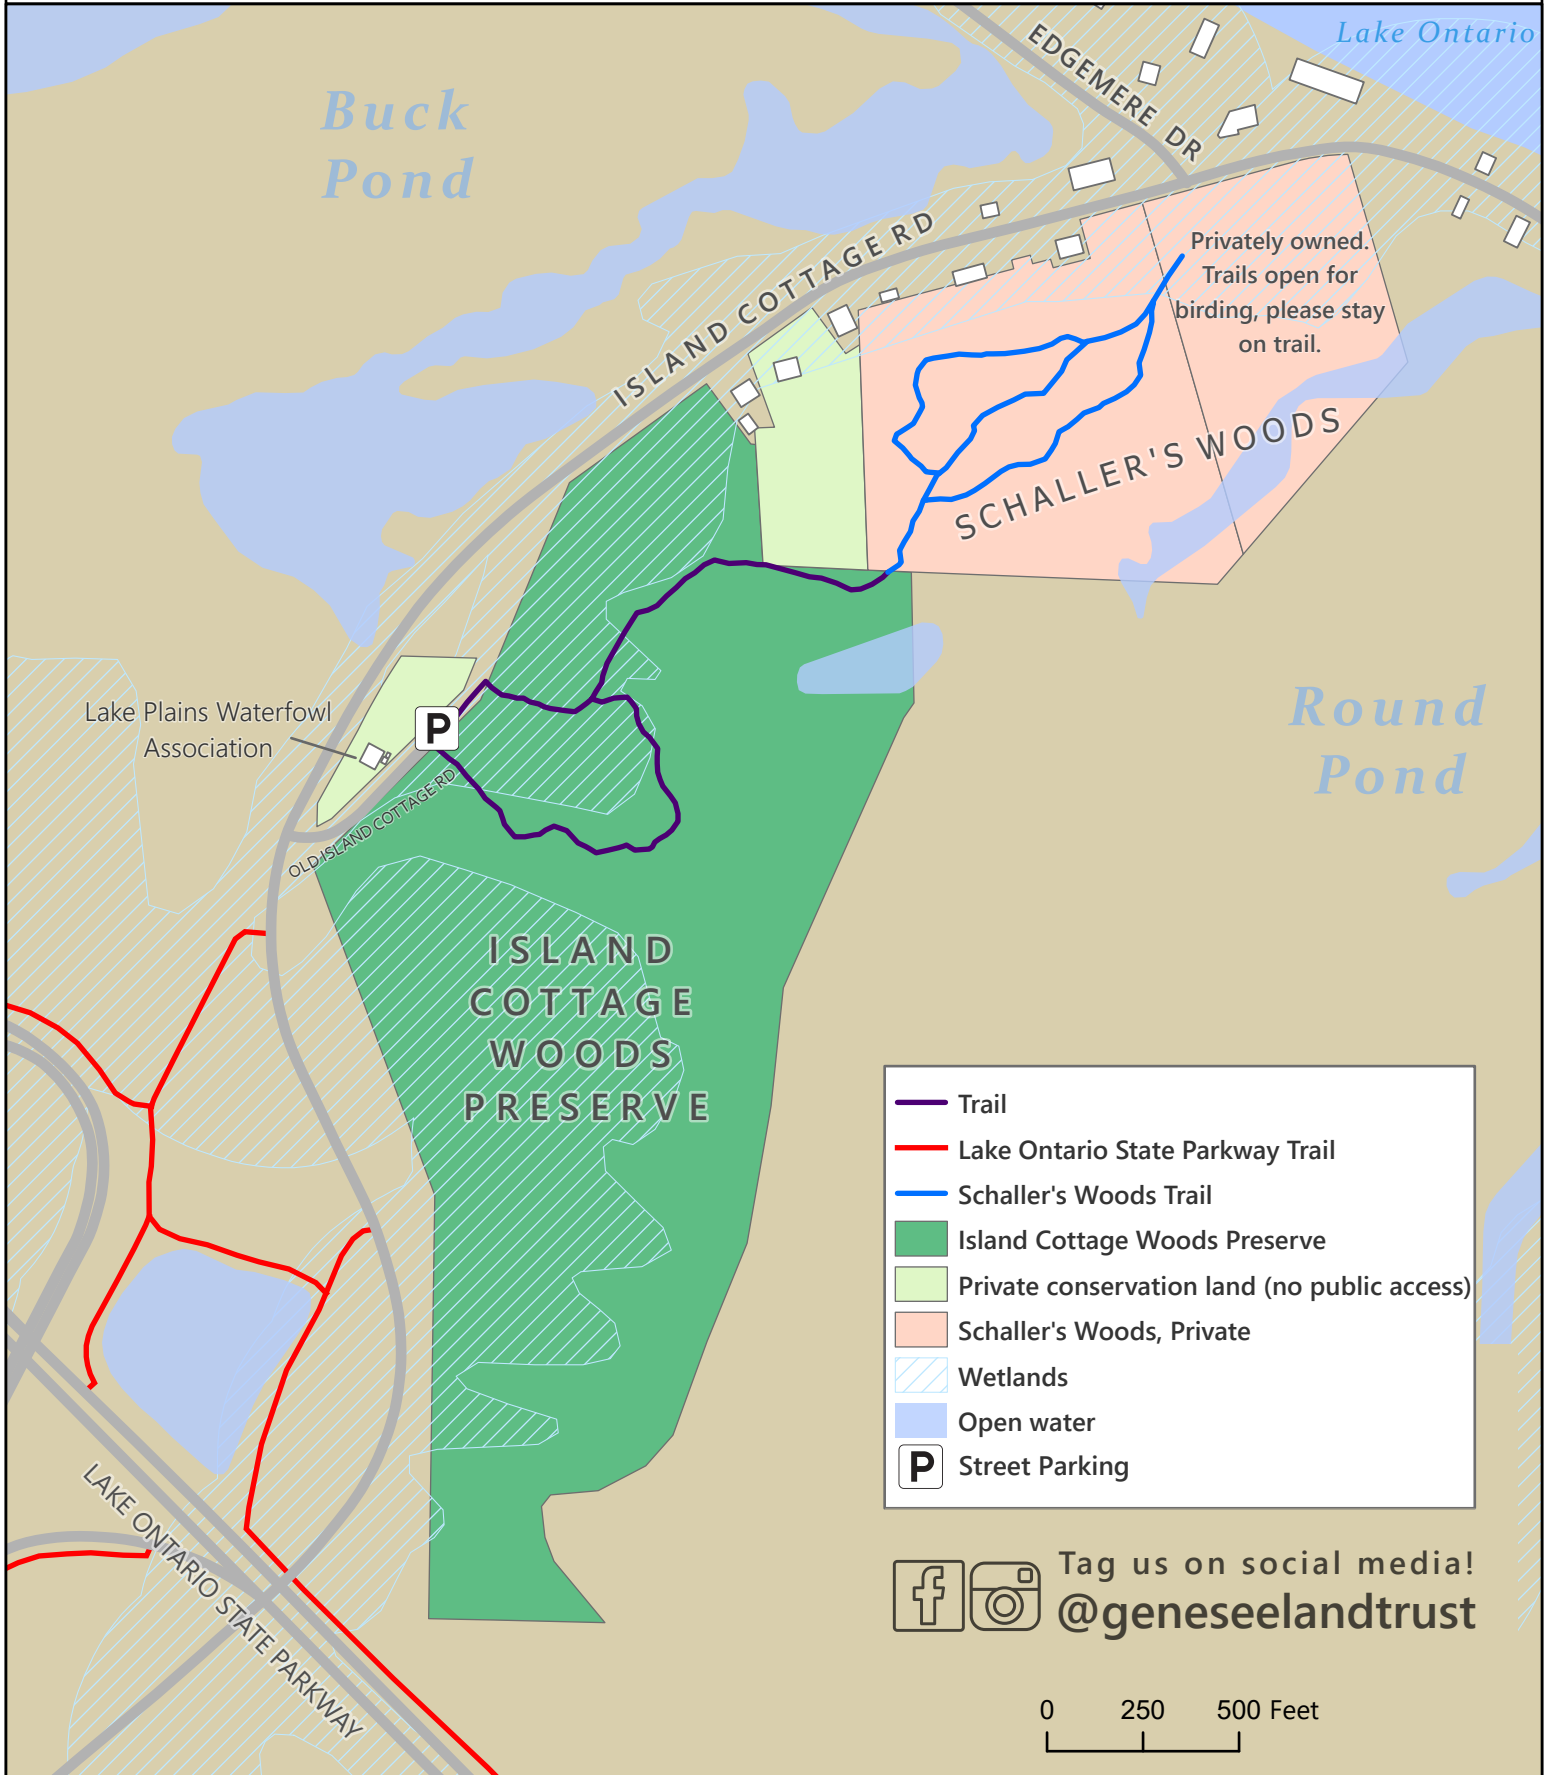 Lake Ontario
EDGEMERE DR
Buck
Pond
ISLAND COTTAGE RD
Privately owned.
Trails open for
birding, please stay
on trail.
SCHALLER'S WOODS
Lake Plains Waterfowl
Association
P
OLD ISLAND COTTAGE RD
Round
Pond
ISLAND
COTTAGE
WOODS
PRESERVE
Trail
Lake Ontario State Parkway Trail
Schaller's Woods Trail
Island Cottage Woods Preserve
Private conservation land (no public access)
Schaller's Woods, Private
Wetlands
Open water
P Street Parking
LAKE ONTARIO STATE PARKWAY
Tag us on social media!
@geneseelandtrust
0 250 500 Feet